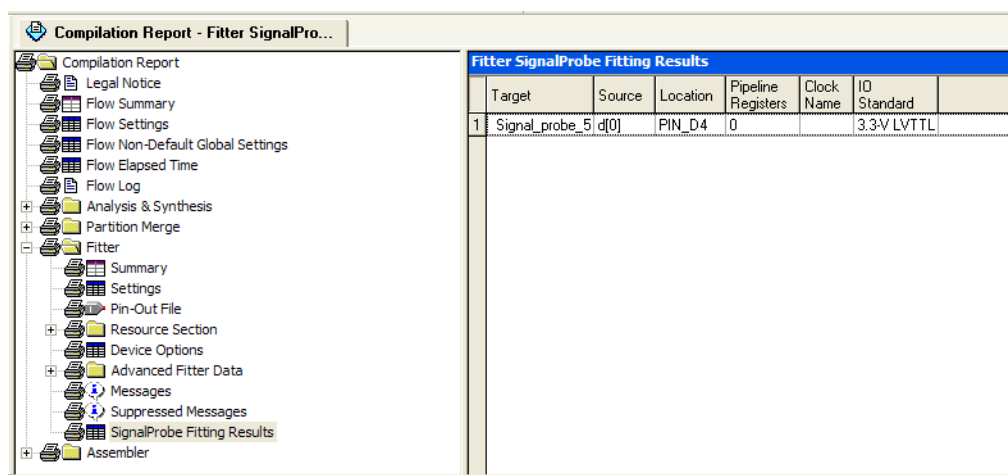 Compilation Report - Fitter SignalPro...
Compilation Report
Legal Notice
Flow Summary
Flow Settings
Flow Non-Default Global Settings
Flow Elapsed Time
Flow Log
Analysis & Synthesis
Partition Merge
Fitter
Summary
Settings
Pin-Out File
Resource Section
Device Options
Advanced Fitter Data
Messages
Suppressed Messages
SignalProbe Fitting Results
Assembler
Fitter SignalProbe Fitting Results
Target Source Location Pipeline Registers Clock Name IO Standard
1 Signal_probe_5 d[0] PIN_D4 0 3.3-V LVTTL